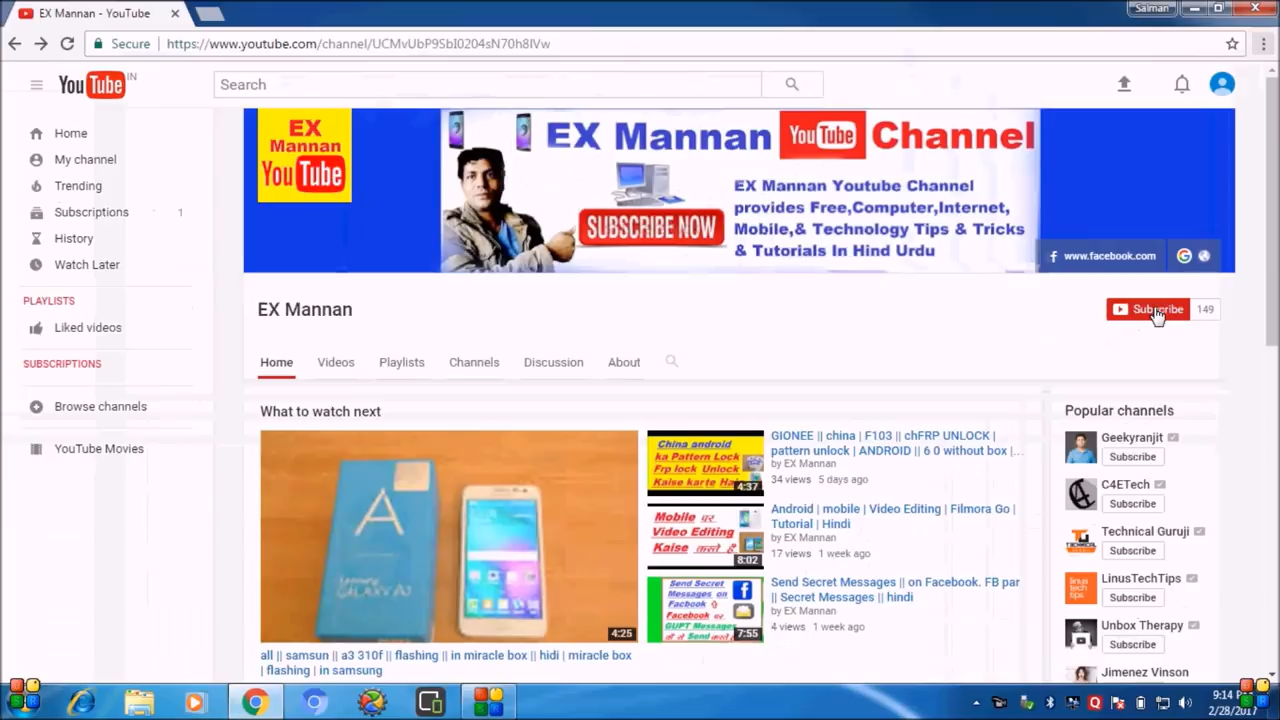 EX Mannan - YouTube
Salman
Secure
https://www.youtube.com/channel/UCMvUbP9SbI0204sN70h8lVw
YouTube IN
Search
Home
My channel
Trending
Subscriptions 1
History
Watch Later
PLAYLISTS
Liked videos
SUBSCRIPTIONS
Browse channels
YouTube Movies
EX
Mannan
YouTube
EX Mannan YouTube Channel
SUBSCRIBE NOW
EX Mannan Youtube Channel
provides Free,Computer,Internet,
Mobile,& Technology Tips & Tricks
& Tutorials In Hind Urdu
www.facebook.com
EX Mannan
Subscribe 149
Home Videos Playlists Channels Discussion About
What to watch next
A
4:25
all || samsun || a3 310f || flashing || in miracle box || hidi | miracle box
| flashing | in samsung
China android
ka Pattern Lock
Frp lock Unlock
Kaise karte Hai
4:37
GIONEE || china | F103 || chFRP UNLOCK |
pattern unlock | ANDROID || 6 0 without box |...
by EX Mannan
34 views 5 days ago
Mobile पर
Video Editing
Kaise करते हैं
8:02
Android | mobile | Video Editing | Filmora Go |
Tutorial | Hindi
by EX Mannan
17 views 1 week ago
Send Secret
Messages on
7:55
Send Secret Messages || on Facebook. FB par
|| Secret Messages || hindi
by EX Mannan
4 views 1 week ago
Popular channels
Geekyranjit
Subscribe
C4ETech
Subscribe
Technical Guruji
Subscribe
LinusTechTips
Subscribe
Unbox Therapy
Subscribe
Jimenez Vinson
9:14 PM
2/28/2017